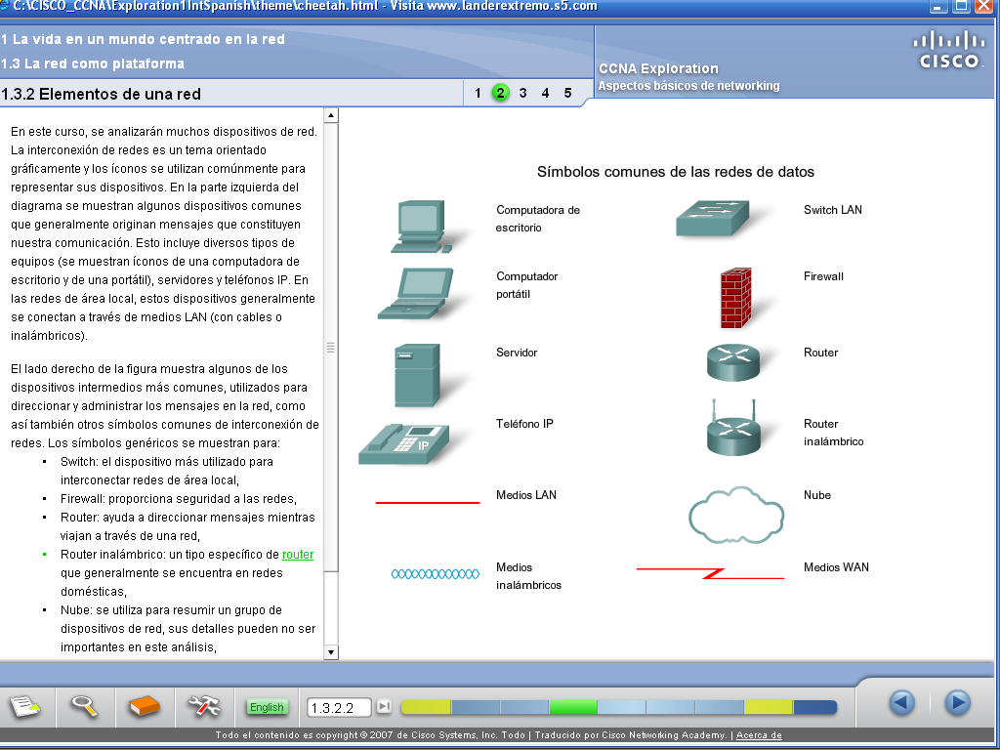 C:\CISCO_CCNA\Exploration1IntSpanish\theme\cheetah.html - Visita www.landerextremo.s5.com
1 La vida en un mundo centrado en la red
1.3 La red como plataforma
CISCO
CCNA Exploration
Aspectos básicos de networking
1.3.2 Elementos de una red
1 2 3 4 5
En este curso, se analizarán muchos dispositivos de red.
La interconexión de redes es un tema orientado
gráficamente y los íconos se utilizan comúnmente para
representar sus dispositivos. En la parte izquierda del
diagrama se muestran algunos dispositivos comunes
que generalmente originan mensajes que constituyen
nuestra comunicación. Esto incluye diversos tipos de
equipos (se muestran íconos de una computadora de
escritorio y de una portátil), servidores y teléfonos IP. En
las redes de área local, estos dispositivos generalmente
se conectan a través de medios LAN (con cables o
inalámbricos).
El lado derecho de la figura muestra algunos de los
dispositivos intermedios más comunes, utilizados para
direccionar y administrar los mensajes en la red, como
así también otros símbolos comunes de interconexión de
redes. Los símbolos genéricos se muestran para:
• Switch: el dispositivo más utilizado para
interconectar redes de área local,
• Firewall: proporciona seguridad a las redes,
• Router: ayuda a direccionar mensajes mientras
viajan a través de una red,
• Router inalámbrico: un tipo específico de router
que generalmente se encuentra en redes
domésticas,
• Nube: se utiliza para resumir un grupo de
dispositivos de red, sus detalles pueden no ser
importantes en este análisis,
Símbolos comunes de las redes de datos
Computadora de
escritorio
Switch LAN
Computador
portátil
Firewall
Servidor
Router
IP
Teléfono IP
Router
inalámbrico
Medios LAN
Nube
Medios
inalámbricos
Medios WAN
English
1.3.2.2
Todo el contenido es copyright © 2007 de Cisco Systems, Inc. Todo | Traducido por Cisco Networking Academy. | Acerca de